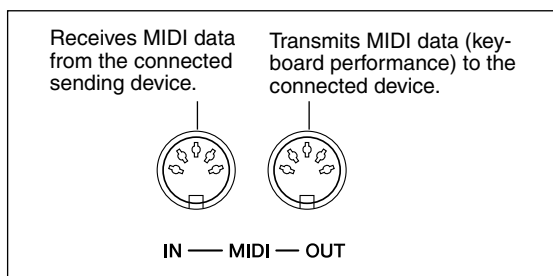 Receives MIDI data
from the connected
sending device.
Transmits MIDI data (key-
board performance) to the
connected device.
IN — MIDI — OUT